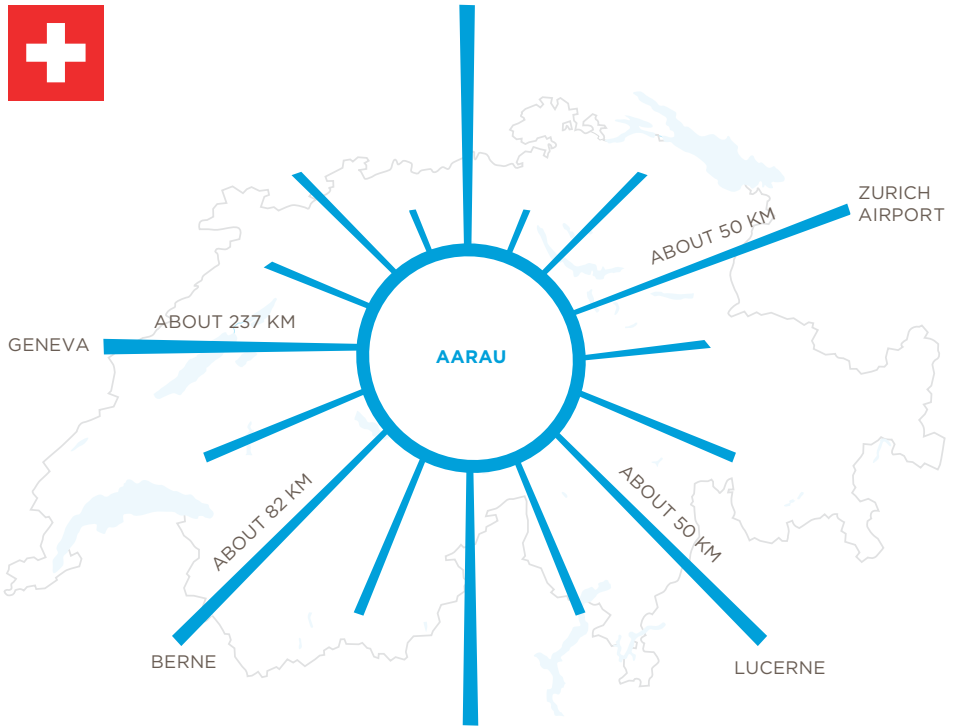 ZURICH
AIRPORT
ABOUT 50 KM
ABOUT 237 KM
GENEVA
AARAU
ABOUT 82 KM
ABOUT 50 KM
BERNE
LUCERNE